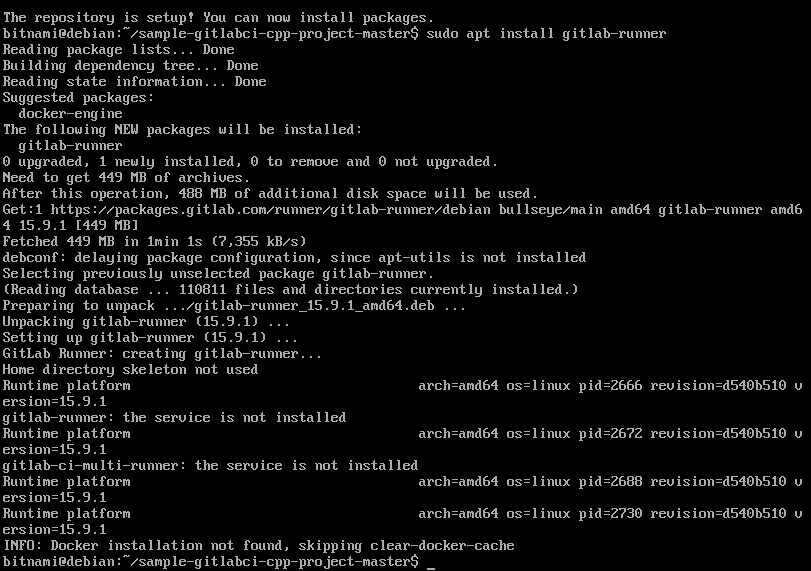 The repository is setup! You can now install packages.
bitnami@debian:~/sample-gitlabci-cpp-project-master$ sudo apt install gitlab-runner
Reading package lists... Done
Building dependency tree... Done
Reading state information... Done
Suggested packages:
  docker-engine
The following NEW packages will be installed:
  gitlab-runner
0 upgraded, 1 newly installed, 0 to remove and 0 not upgraded.
Need to get 449 MB of archives.
After this operation, 488 MB of additional disk space will be used.
Get:1 https://packages.gitlab.com/runner/gitlab-runner/debian bullseye/main amd64 gitlab-runner amd6
4 15.9.1 [449 MB]
Fetched 449 MB in 1min 1s (7,355 kB/s)
debconf: delaying package configuration, since apt-utils is not installed
Selecting previously unselected package gitlab-runner.
(Reading database ... 110811 files and directories currently installed.)
Preparing to unpack .../gitlab-runner_15.9.1_amd64.deb ...
Unpacking gitlab-runner (15.9.1) ...
Setting up gitlab-runner (15.9.1) ...
GitLab Runner: creating gitlab-runner...
Home directory skeleton not used
Runtime platform                                    arch=amd64 os=linux pid=2666 revision=d540b510 v
ersion=15.9.1
gitlab-runner: the service is not installed
Runtime platform                                    arch=amd64 os=linux pid=2672 revision=d540b510 v
ersion=15.9.1
gitlab-ci-multi-runner: the service is not installed
Runtime platform                                    arch=amd64 os=linux pid=2688 revision=d540b510 v
ersion=15.9.1
Runtime platform                                    arch=amd64 os=linux pid=2730 revision=d540b510 v
ersion=15.9.1
INFO: Docker installation not found, skipping clear-docker-cache
bitnami@debian:~/sample-gitlabci-cpp-project-master$ _